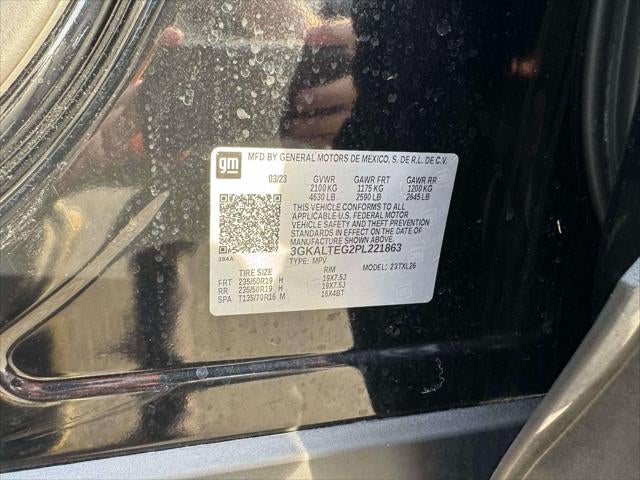 gm MFD BY GENERAL MOTORS DE MEXICO, S. DE R.L. DE C.V.
03/23 GVWR GAWR FRT GAWR RR
2100 KG 1175 KG 1200 KG
4630 LB 2590 LB 2645 LB
THIS VEHICLE CONFORMS TO ALL
APPLICABLE U.S. FEDERAL MOTOR
VEHICLE SAFETY AND THEFT PREVENTION
STANDARDS IN EFFECT ON THE DATE OF
MANUFACTURE SHOWN ABOVE.
384A 3GKALTEG2PL221863
TYPE: MPV MODEL: 23TXL26
TIRE SIZE RIM
FRT 235/50R19 H 19X7.5J
RR 235/50R19 H 19X7.5J
SPA T135/70R16 M 16X4BT